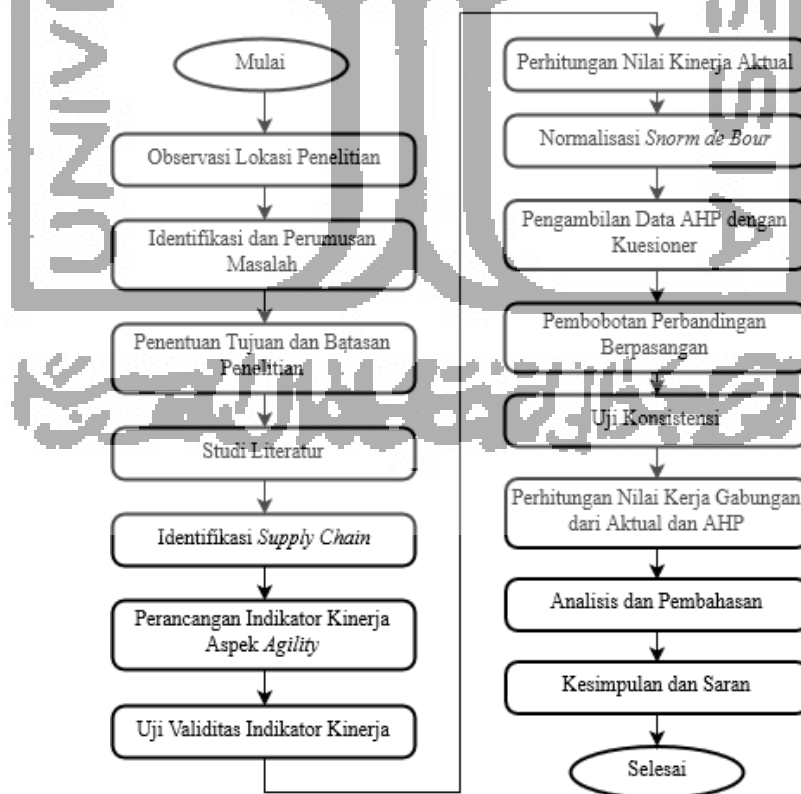 Mulai
Observasi Lokasi Penelitian
Identifikasi dan Perumusan
Masalah
Penentuan Tujuan dan Batasan
Penelitian
Studi Literatur
Identifikasi Supply Chain
Perancangan Indikator Kinerja
Aspek Agility
Uji Validitas Indikator Kinerja
Perhitungan Nilai Kinerja Aktual
Normalisasi Snorm de Bour
Pengambilan Data AHP dengan
Kuesioner
Pembobotan Perbandingan
Berpasangan
Uji Konsistensi
Perhitungan Nilai Kerja Gabungan
dari Aktual dan AHP
Analisis dan Pembahasan
Kesimpulan dan Saran
Selesai